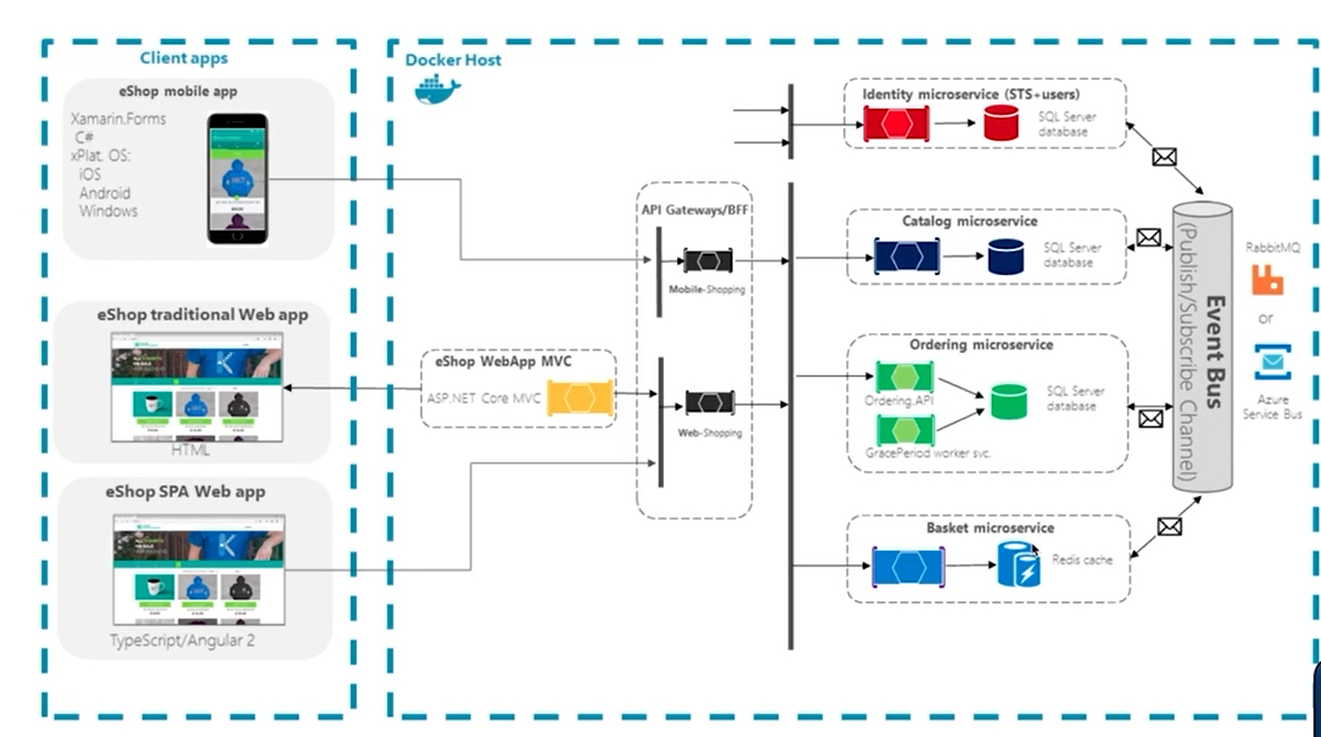 Client apps
eShop mobile app
Xamarin.Forms
C#
xPlat. OS:
iOS
Android
Windows
eShop traditional Web app
HTML
eShop SPA Web app
TypeScript/Angular 2
Docker Host
eShop WebApp MVC
ASP.NET Core MVC
API Gateways/BFF
Mobile-Shopping
Web-Shopping
Identity microservice (STS+users)
SQL Server
database
Catalog microservice
SQL Server
database
Ordering microservice
Ordering.API
GracePeriod worker svc.
SQL Server
database
Basket microservice
Redis cache
Event Bus
(Publish/Subscribe Channel)
RabbitMQ
or
Azure
Service Bus